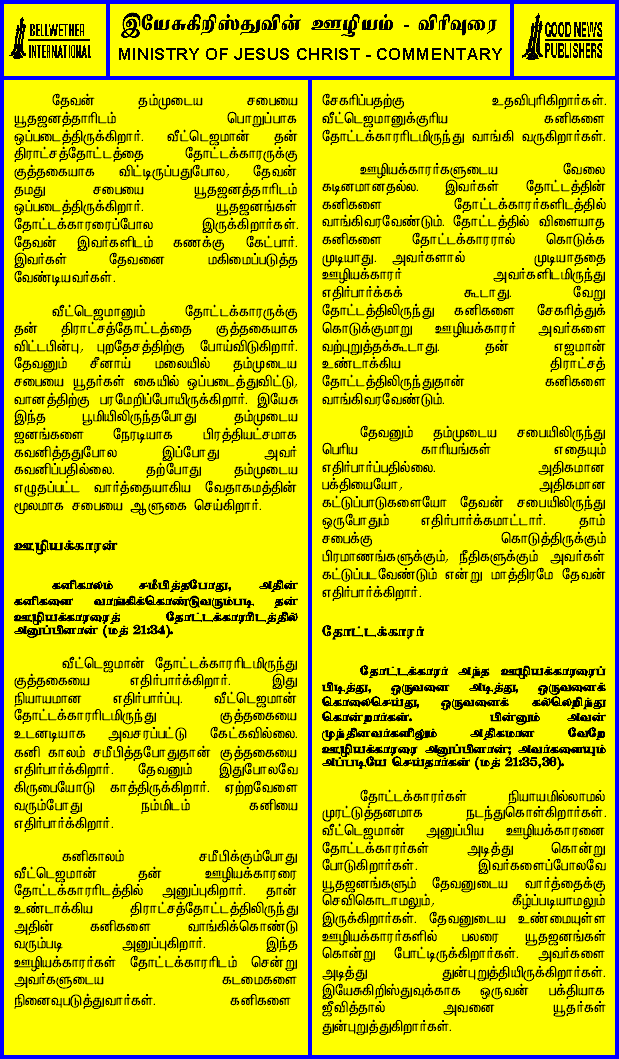 BELLWETHER
INTERNATIONAL
இயேசுகிறிஸ்துவின் ஊழியம் - விரிவுரை
MINISTRY OF JESUS CHRIST - COMMENTARY
GOOD NEWS
PUBLISHERS
தேவன் தம்முடைய சபையை
யூதஜனத்தாரிடம் பொறுப்பாக
ஒப்படைத்திருக்கிறார். வீட்டெஜமான் தன்
திராட்சத்தோட்டத்தை தோட்டக்காரருக்கு
குத்தகையாக விட்டிருப்பதுபோல, தேவன்
தமது சபையை யூதஜனத்தாரிடம்
ஒப்படைத்திருக்கிறார். யூதஜனங்கள்
தோட்டக்காரரைப்போல இருக்கிறார்கள்.
தேவன் இவர்களிடம் கணக்கு கேட்பார்.
இவர்கள் தேவனை மகிமைப்படுத்த
வேண்டியவர்கள்.
வீட்டெஜமானும் தோட்டக்காரருக்கு
தன் திராட்சத்தோட்டத்தை குத்தகையாக
விட்டபின்பு, புறதேசத்திற்கு போய்விடுகிறார்.
தேவனும் சீனாய் மலையில் தம்முடைய
சபையை யூதர்கள் கையில் ஒப்படைத்துவிட்டு,
வானத்திற்கு பரமேறிப்போயிருக்கிறார். இயேசு
இந்த பூமியிலிருந்தபோது தம்முடைய
ஜனங்களை நேரடியாக பிரத்தியட்சமாக
கவனித்ததுபோல இப்போது அவர்
கவனிப்பதில்லை. தற்போது தம்முடைய
எழுதப்பட்ட வார்த்தையாகிய வேதாகமத்தின்
மூலமாக சபையை ஆளுகை செய்கிறார்.
ஊழியக்காரன்
கனிகாலம் சமீபித்தபோது, அதின்
கனிகளை வாங்கிக்கொண்டுவரும்படி தன்
ஊழியக்காரரைத் தோட்டக்காரரிடத்தில்
அனுப்பினான் (மத் 21:34).
வீட்டெஜமான் தோட்டக்காரரிடமிருந்து
குத்தகையை எதிர்பார்க்கிறார். இது
நியாயமான எதிர்பார்ப்பு. வீட்டெஜமான்
தோட்டக்காரரிடமிருந்து குத்தகையை
உடனடியாக அவசரப்பட்டு கேட்கவில்லை.
கனி காலம் சமீபித்தபோதுதான் குத்தகையை
எதிர்பார்க்கிறார். தேவனும் இதுபோலவே
கிருபையோடு காத்திருக்கிறார். ஏற்றவேளை
வரும்போது நம்மிடம் கனியை
எதிர்பார்க்கிறார்.
கனிகாலம் சமீபிக்கும்போது
வீட்டெஜமான் தன் ஊழியக்காரரை
தோட்டக்காரரிடத்தில் அனுப்புகிறார். தான்
உண்டாக்கிய திராட்சத்தோட்டத்திலிருந்து
அதின் கனிகளை வாங்கிக்கொண்டு
வரும்படி அனுப்புகிறார். இந்த
ஊழியக்காரர்கள் தோட்டக்காரரிடம் சென்று
அவர்களுடைய கடமைகளை
நினைவுபடுத்துவார்கள். கனிகளை
சேகரிப்பதற்கு உதவிபுரிகிறார்கள்.
வீட்டெஜமானுக்குரிய கனிகளை
தோட்டக்காரரிடமிருந்து வாங்கி வருகிறார்கள்.
ஊழியக்காரர்களுடைய வேலை
கடினமானதல்ல. இவர்கள் தோட்டத்தின்
கனிகளை தோட்டக்காரர்களிடத்தில்
வாங்கிவரவேண்டும். தோட்டத்தில் விளையாத
கனிகளை தோட்டக்காரரால் கொடுக்க
முடியாது. அவர்களால் முடியாததை
ஊழியக்காரர் அவர்களிடமிருந்து
எதிர்பார்க்கக் கூடாது. வேறு
தோட்டத்திலிருந்து கனிகளை சேகரித்துக்
கொடுக்குமாறு ஊழியக்காரர் அவர்களை
வற்புறுத்தக்கூடாது. தன் எஜமான்
உண்டாக்கிய திராட்சத்
தோட்டத்திலிருந்துதான் கனிகளை
வாங்கிவரவேண்டும்.
தேவனும் தம்முடைய சபையிலிருந்து
பெரிய காரியங்கள் எதையும்
எதிர்பார்ப்பதில்லை. அதிகமான
பக்தியையோ, அதிகமான
கட்டுப்பாடுகளையோ தேவன் சபையிலிருந்து
ஒருபோதும் எதிர்பார்க்கமாட்டார். தாம்
சபைக்கு கொடுத்திருக்கும்
பிரமாணங்களுக்கும், நீதிகளுக்கும் அவர்கள்
கட்டுப்படவேண்டும் என்று மாத்திரமே தேவன்
எதிர்பார்க்கிறார்.
தோட்டக்காரர்
தோட்டக்காரர் அந்த ஊழியக்காரரைப்
பிடித்து, ஒருவனை அடித்து, ஒருவனைக்
கொலைசெய்து, ஒருவனைக் கல்லெறிந்து
கொன்றார்கள். பின்னும் அவன்
முந்தினவர்களிலும் அதிகமான வேறே
ஊழியக்காரரை அனுப்பினான்; அவர்களையும்
அப்படியே செய்தார்கள் (மத் 21:35,36).
தோட்டக்காரர்கள் நியாயமில்லாமல்
முரட்டுத்தனமாக நடந்துகொள்கிறார்கள்.
வீட்டெஜமான் அனுப்பிய ஊழியக்காரனை
தோட்டக்காரர்கள் அடித்து கொன்று
போடுகிறார்கள். இவர்களைப்போலவே
யூதஜனங்களும் தேவனுடைய வார்த்தைக்கு
செவிகொடாமலும், கீழ்ப்படியாமலும்
இருக்கிறார்கள். தேவனுடைய உண்மையுள்ள
ஊழியக்காரர்களில் பலரை யூதஜனங்கள்
கொன்று போட்டிருக்கிறார்கள். அவர்களை
அடித்து துன்புறுத்தியிருக்கிறார்கள்.
இயேசுகிறிஸ்துவுக்காக ஒருவன் பக்தியாக
ஜீவித்தால் அவனை யூதர்கள்
துன்புறுத்துகிறார்கள்.